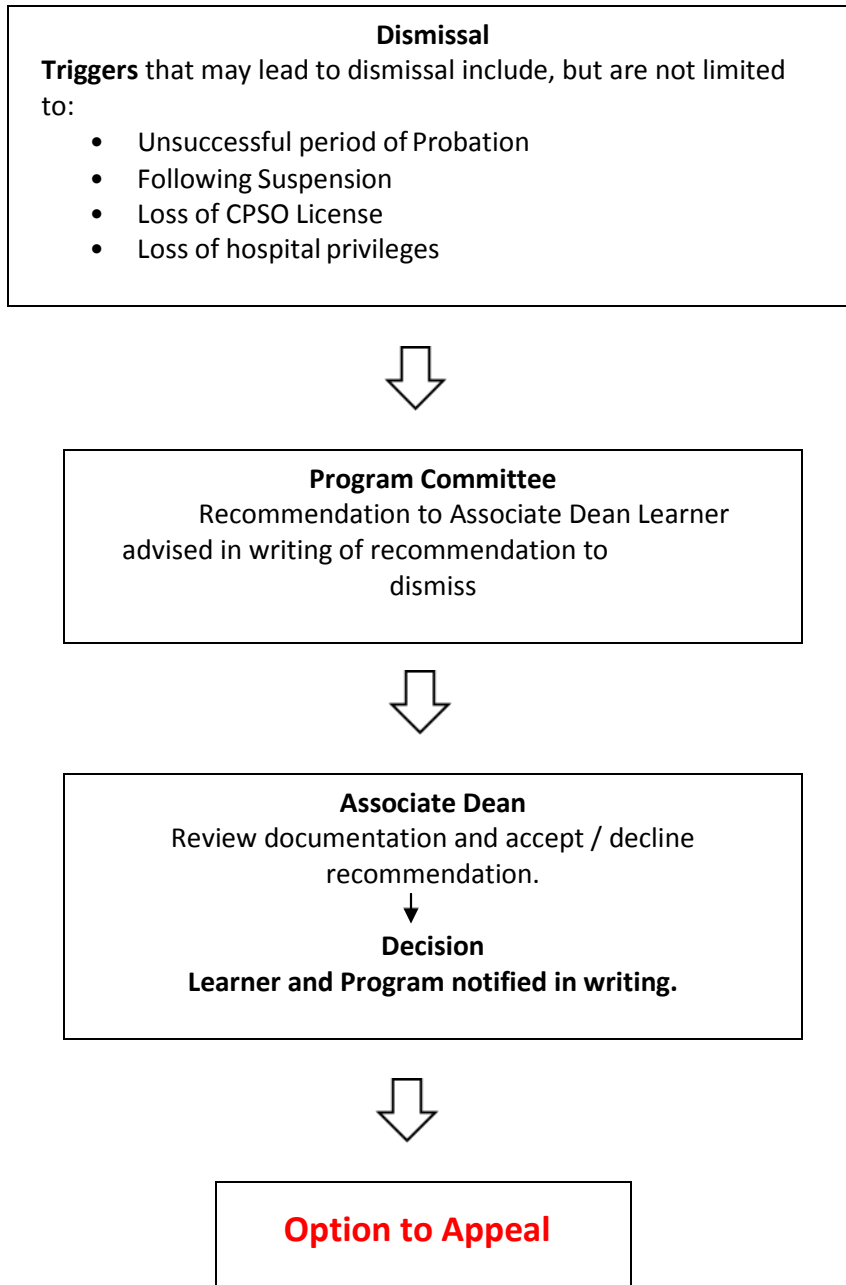 Dismissal
Triggers that may lead to dismissal include, but are not limited
to:
• Unsuccessful period of Probation
• Following Suspension
• Loss of CPSO License
• Loss of hospital privileges
Program Committee
Recommendation to Associate Dean Learner
advised in writing of recommendation to
dismiss
Associate Dean
Review documentation and accept / decline
recommendation.
Decision
Learner and Program notified in writing.
Option to Appeal